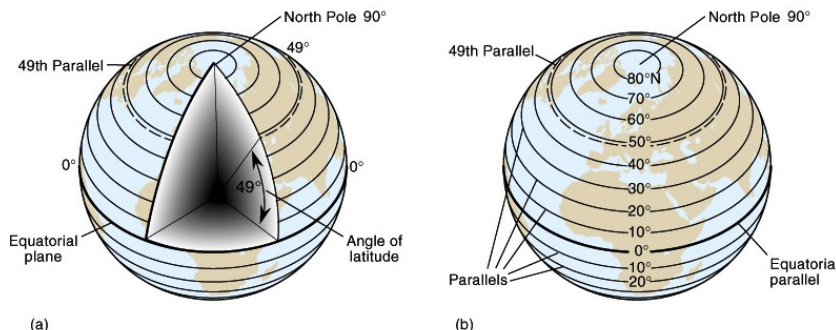 North Pole 90°
49°
49th Parallel
0°
0°
49°
Equatorial
plane
Angle of
latitude
(a)
North Pole 90°
49th Parallel
80°N
70°
60°
50°
40°
30°
20°
10°
0°
10°
20°
Parallels
Equatoria
parallel
(b)